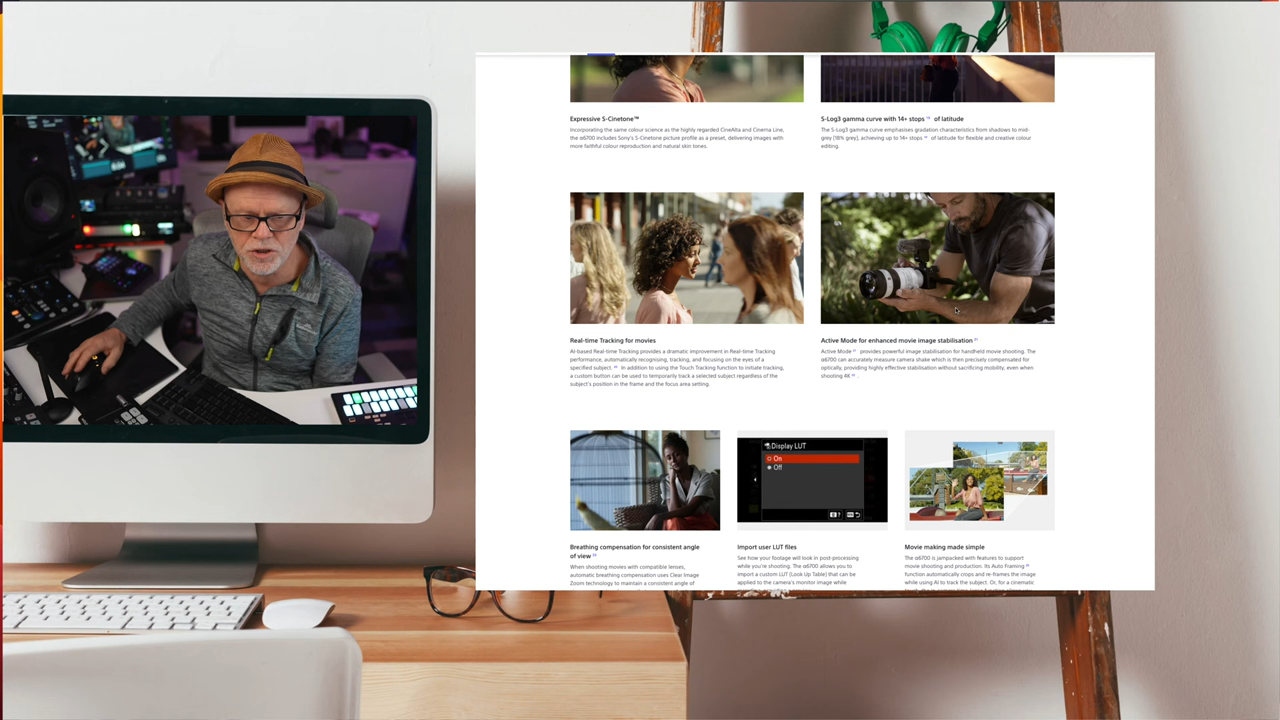 Expressive S-Cinetone™
Incorporating the same colour science as the highly regarded CineAlta and Cinema Line,
the α6700 includes Sony's S-Cinetone picture profile as a preset, delivering images with
more faithful colour reproduction and natural skin tones.
S-Log3 gamma curve with 14+ stops of latitude
The S-Log3 gamma curve emphasises gradation characteristics from shadows to mid-
grey (18% grey), achieving up to 14+ stops of latitude for flexible and creative colour
editing.
Real-time Tracking for movies
AI-based Real-time Tracking provides a dramatic improvement in Real-time Tracking
performance, automatically recognising, tracking, and focusing on the eyes of a
specified subject. In addition to using the Touch Tracking function to initiate tracking,
a custom button can be used to temporarily track a selected subject regardless of the
subject's position in the frame and the focus area setting.
Active Mode for enhanced movie image stabilisation
Active Mode provides powerful image stabilisation for handheld movie shooting. The
α6700 can accurately measure camera shake which is then precisely compensated for
optically, providing highly effective stabilisation without sacrificing mobility, even when
shooting 4K .
Display LUT
On
Off
Breathing compensation for consistent angle
of view
When shooting movies with compatible lenses,
automatic breathing compensation uses Clear Image
Zoom technology to maintain a consistent angle of
Import user LUT files
See how your footage will look in post-processing
while you're shooting. The α6700 allows you to
import a custom LUT (Look Up Table) that can be
applied to the camera's monitor image while
Movie making made simple
The α6700 is jampacked with features to support
movie shooting and production. Its Auto Framing
function automatically crops and re-frames the image
while using AI to track the subject. Or, for a cinematic